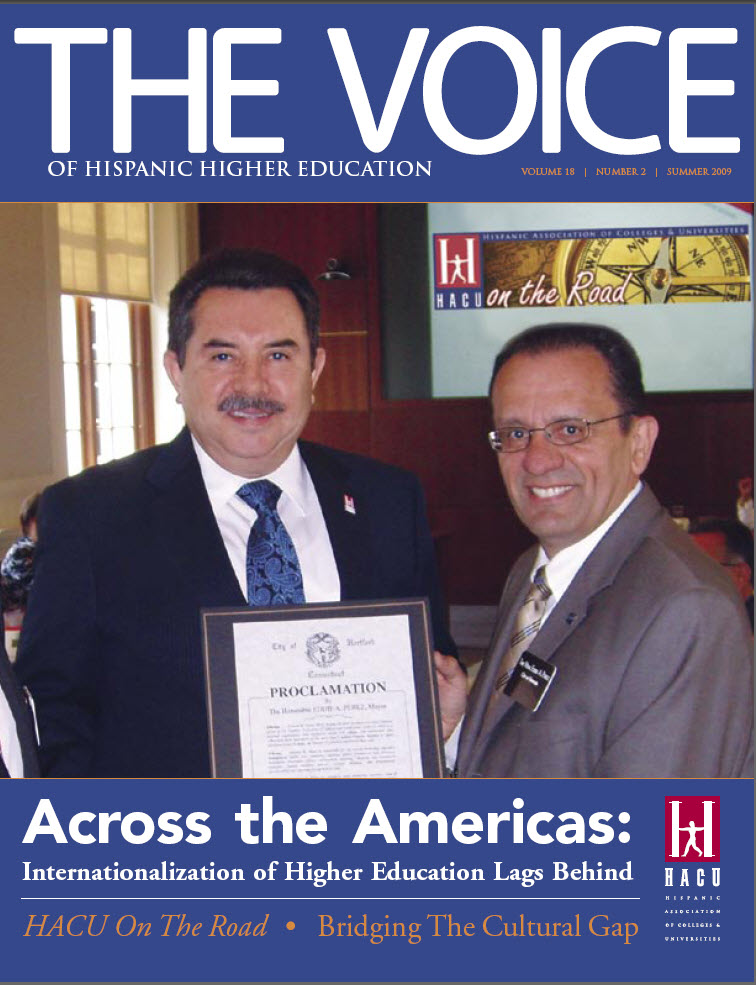 THE VOICE
OF HISPANIC HIGHER EDUCATION
VOLUME 18 | NUMBER 2 | SUMMER 2009
HISPANIC ASSOCIATION OF COLLEGES & UNIVERSITIES
HACU on the Road
NW N NE
City of Hartford
Connecticut
PROCLAMATION
By
The Honorable EDDIE A. PEREZ, Mayor
Across the Americas:
Internationalization of Higher Education Lags Behind
HACU On The Road • Bridging The Cultural Gap
HACU
HISPANIC
ASSOCIATION
OF COLLEGES &
UNIVERSITIES